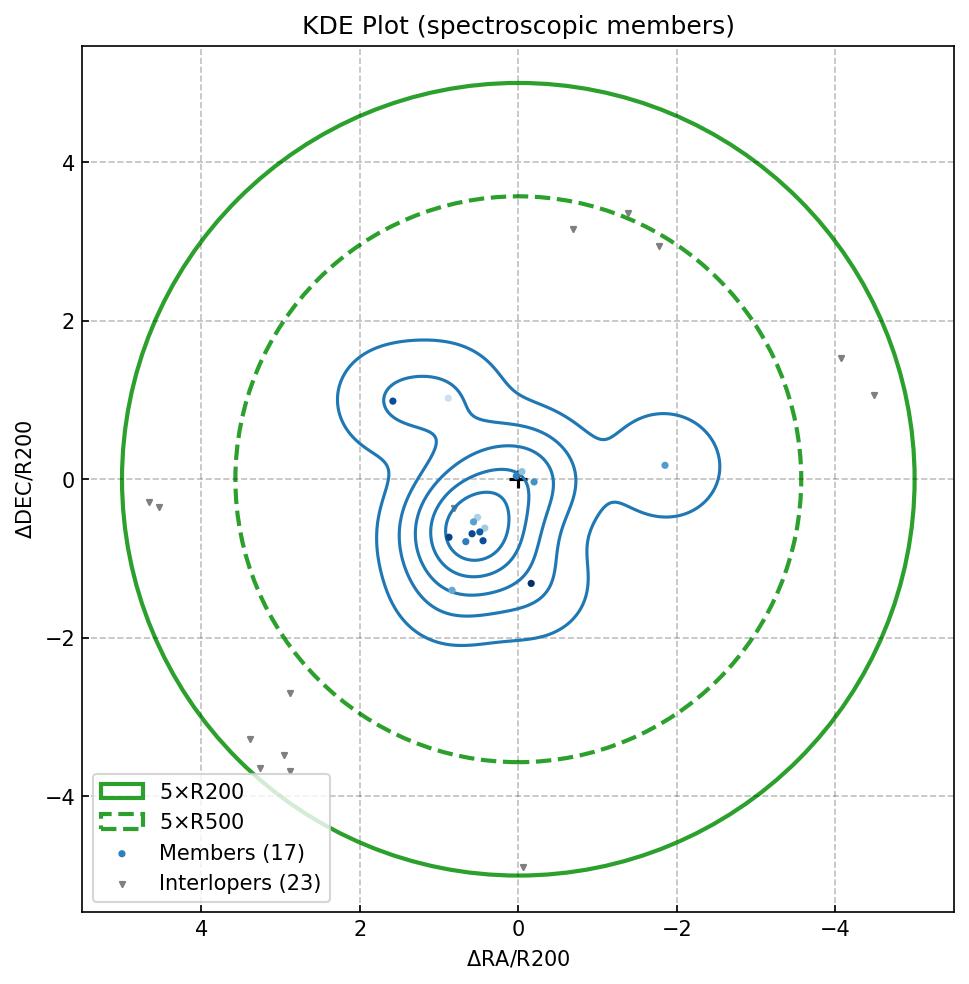 KDE Plot (spectroscopic members)
ΔDEC/R200
4
2
0
−2
−4
5×R200
5×R500
Members (17)
Interlopers (23)
4 2 0 −2 −4
ΔRA/R200